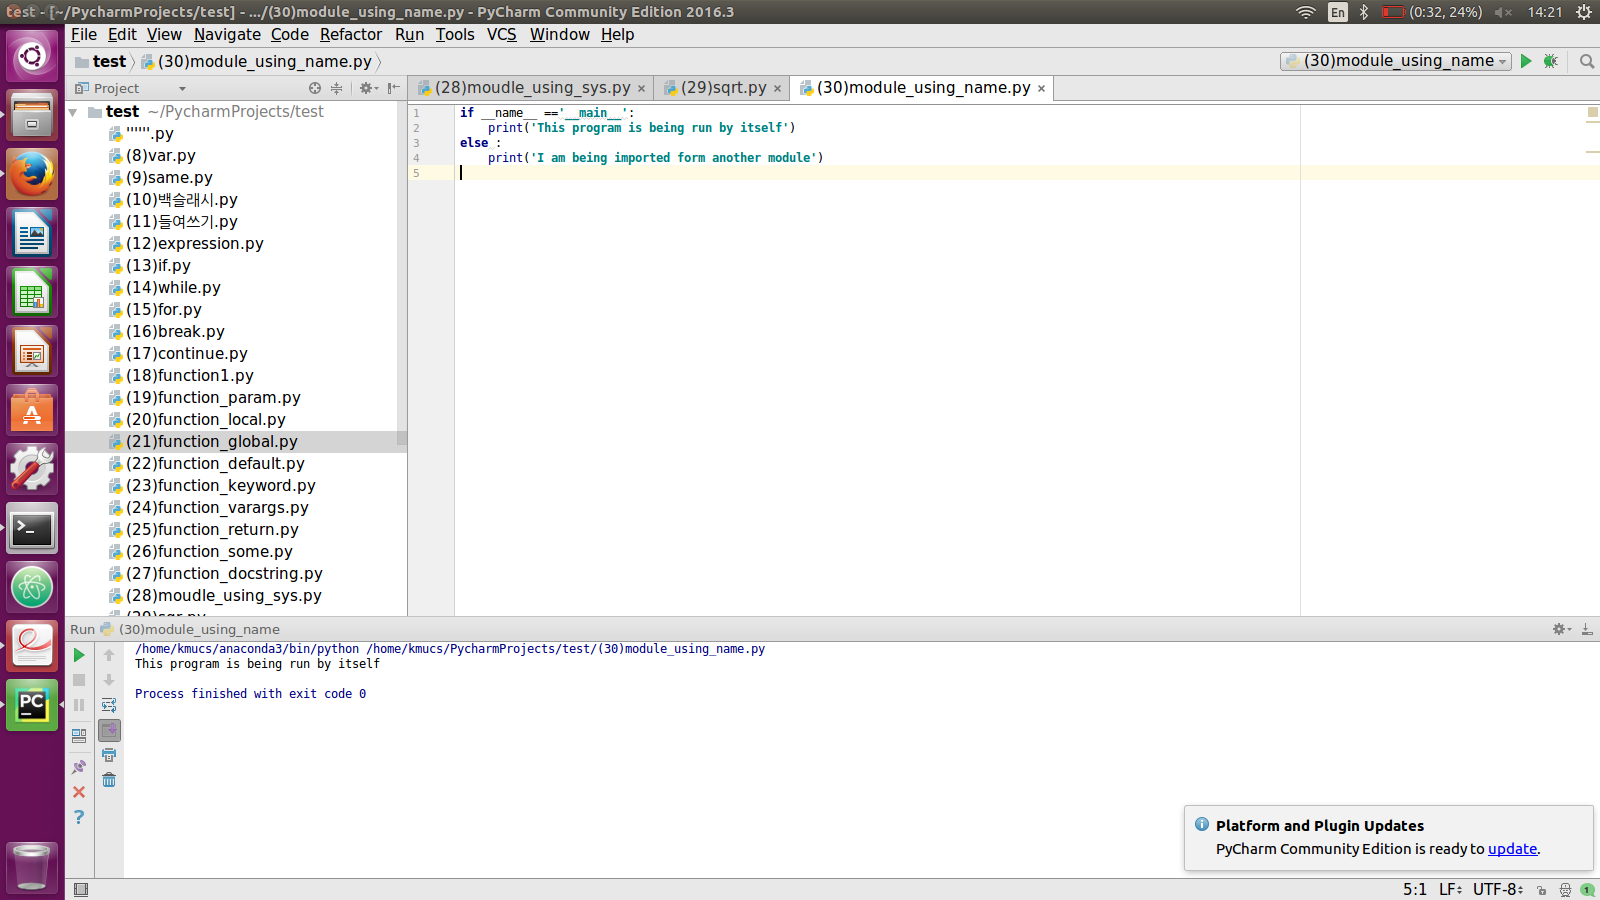 test - [~/PycharmProjects/test] - .../(30)module_using_name.py - PyCharm Community Edition 2016.3
En (0:32, 24%) 14:21
File Edit View Navigate Code Refactor Run Tools VCS Window Help
test (30)module_using_name.py (30)module_using_name
Project (28)moudle_using_sys.py × (29)sqrt.py × (30)module_using_name.py ×
test ~/PycharmProjects/test
""""".py
(8)var.py
(9)same.py
(10)백슬래시.py
(11)들여쓰기.py
(12)expression.py
(13)if.py
(14)while.py
(15)for.py
(16)break.py
(17)continue.py
(18)function1.py
(19)function_param.py
(20)function_local.py
(21)function_global.py
(22)function_default.py
(23)function_keyword.py
(24)function_varargs.py
(25)function_return.py
(26)function_some.py
(27)function_docstring.py
(28)moudle_using_sys.py
1 if __name__ =='__main__':
2 print('This program is being run by itself')
3 else :
4 print('I am being imported form another module')
5
Run (30)module_using_name
/home/kmucs/anaconda3/bin/python /home/kmucs/PycharmProjects/test/(30)module_using_name.py
This program is being run by itself
Process finished with exit code 0
Platform and Plugin Updates
PyCharm Community Edition is ready to update.
PC
5:1 LF UTF-8 1